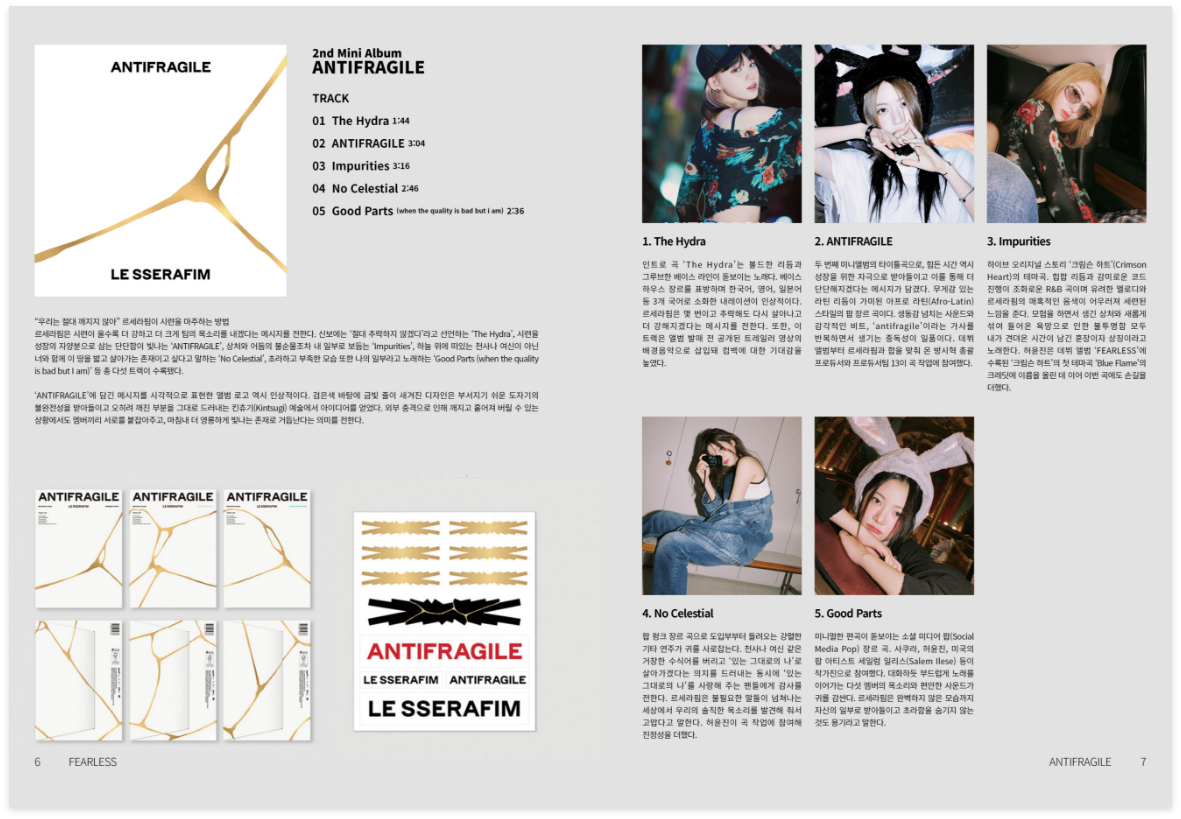 ANTIFRAGILE
LE SSERAFIM
2nd Mini Album
ANTIFRAGILE
TRACK
01 The Hydra 1:44
02 ANTIFRAGILE 3:04
03 Impurities 3:16
04 No Celestial 2:46
05 Good Parts (when the quality is bad but i am) 2:36
“우리는 절대 깨지지 않아” 르세라핌이 시련을 마주하는 방법
르세라핌은 시련이 올수록 더 강하고 더 크게 팀의 목소리를 내겠다는 메시지를 전한다. 신보에는 ‘절대 추락하지 않겠다’라고 선언하는 ‘The Hydra’, 시련을
성장의 자양분으로 삼는 단단함이 빛나는 ‘ANTIFRAGILE’, 상처와 어둠의 불순물조차 내 일부로 보듬는 ‘Impurities’, 하늘 위에 떠있는 천사나 여신이 아닌
너와 함께 이 땅을 밟고 살아가는 존재이고 싶다고 말하는 ‘No Celestial’, 초라하고 부족한 모습 또한 나의 일부라고 노래하는 ‘Good Parts (when the quality
is bad but I am)’ 등 총 다섯 트랙이 수록됐다.
‘ANTIFRAGILE’에 담긴 메시지를 시각적으로 표현한 앨범 로고 역시 인상적이다. 검은색 바탕에 금빛 줄이 새겨진 디자인은 부서지기 쉬운 도자기의
불완전성을 받아들이고 오히려 깨진 부분을 그대로 드러내는 킨츠기(Kintsugi) 예술에서 아이디어를 얻었다. 외부 충격으로 인해 깨지고 흩어져 버릴 수 있는
상황에서도 멤버끼리 서로를 붙잡아주고, 마침내 더 영롱하게 빛나는 존재로 거듭난다는 의미를 전한다.
ANTIFRAGILE
LE SSERAFIM
ANTIFRAGILE
LE SSERAFIM
ANTIFRAGILE
LE SSERAFIM
ANTIFRAGILE
LE SSERAFIM ANTIFRAGILE
LE SSERAFIM
6 FEARLESS
1. The Hydra
인트로 곡 ‘The Hydra’는 볼드한 리듬과
그루브한 베이스 라인이 돋보이는 노래다. 베이스
하우스 장르를 표방하며 한국어, 영어, 일본어
등 3개 국어로 소화한 내레이션이 인상적이다.
르세라핌은 몇 번이고 추락해도 다시 살아나고
더 강해지겠다는 메시지를 전한다. 또한, 이
트랙은 앨범 발매 전 공개된 트레일러 영상의
배경음악으로 삽입돼 컴백에 대한 기대감을
높였다.
2. ANTIFRAGILE
두 번째 미니앨범의 타이틀곡으로, 힘든 시간 역시
성장을 위한 자극으로 받아들이고 이를 통해 더
단단해지겠다는 메시지가 담겼다. 무게감 있는
라틴 리듬이 가미된 아프로 라틴(Afro-Latin)
스타일의 팝 장르 곡이다. 생동감 넘치는 사운드와
감각적인 비트, ‘antifragile’이라는 가사를
반복하면서 생기는 중독성이 일품이다. 데뷔
앨범부터 르세라핌과 합을 맞춰 온 방시혁 총괄
프로듀서와 프로듀서팀 13이 곡 작업에 참여했다.
3. Impurities
하이브 오리지널 스토리 ‘크림슨 하트’(Crimson
Heart)의 테마곡. 힙합 리듬과 감미로운 코드
진행이 조화로운 R&B 곡이며 유려한 멜로디와
르세라핌의 매혹적인 음색이 어우러져 세련된
느낌을 준다. 모험을 하면서 생긴 상처와 새롭게
섞여 들어온 욕망으로 인한 불투명함 모두
내가 견뎌온 시간이 남긴 훈장이자 상징이라고
노래한다. 허윤진은 데뷔 앨범 ‘FEARLESS’에
수록된 ‘크림슨 하트’의 첫 테마곡 ‘Blue Flame’의
크레딧에 이름을 올린 데 이어 이번 곡에도 손길을
더했다.
4. No Celestial
팝 펑크 장르 곡으로 도입부부터 들려오는 강렬한
기타 연주가 귀를 사로잡는다. 천사나 여신 같은
거창한 수식어를 버리고 ‘있는 그대로의 나’로
살아가겠다는 의지를 드러내는 동시에 ‘있는
그대로의 나’를 사랑해 주는 팬들에게 감사를
전한다. 르세라핌은 불필요한 말들이 넘쳐나는
세상에서 우리의 솔직한 목소리를 발견해 줘서
고맙다고 말한다. 허윤진이 곡 작업에 참여해
진정성을 더했다.
5. Good Parts
미니멀한 편곡이 돋보이는 소셜 미디어 팝(Social
Media Pop) 장르 곡. 사쿠라, 허윤진, 미국의
팝 아티스트 세일럼 일리스(Salem Ilese) 등이
작가진으로 참여했다. 대화하듯 부드럽게 노래를
이어가는 다섯 멤버의 목소리와 편안한 사운드가
귀를 감싼다. 르세라핌은 완벽하지 않은 모습까지
자신의 일부로 받아들이고 초라함을 숨기지 않는
것도 용기라고 말한다.
ANTIFRAGILE 7